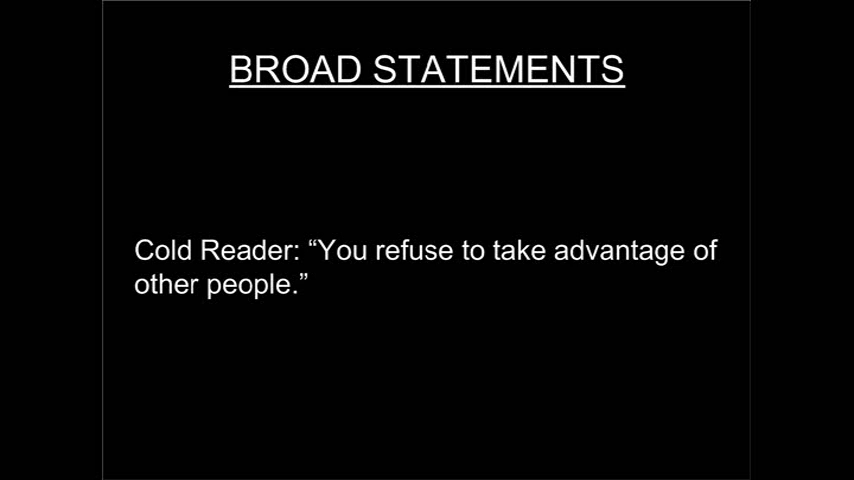 BROAD STATEMENTS
Cold Reader: “You refuse to take advantage of
other people.”